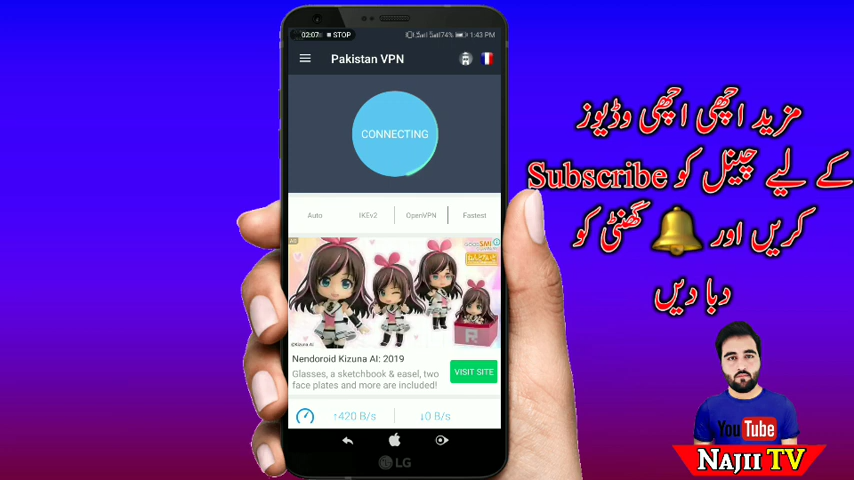 02:07 ■ STOP
74% 1:43 PM
Pakistan VPN
CONNECTING
Auto IKEv2 OpenVPN Fastest
Nendoroid Kizuna AI: 2019
Glasses, a sketchbook & easel, two
face plates and more are included!
VISIT SITE
↑420 B/s ↓0 B/s
LG
مزید اچھی اچھی وڈیوز
کے لیے چینل کو Subscribe
کریں اور 🔔 گھنٹی کو
دبا دیں
You Tube
NAJII TV